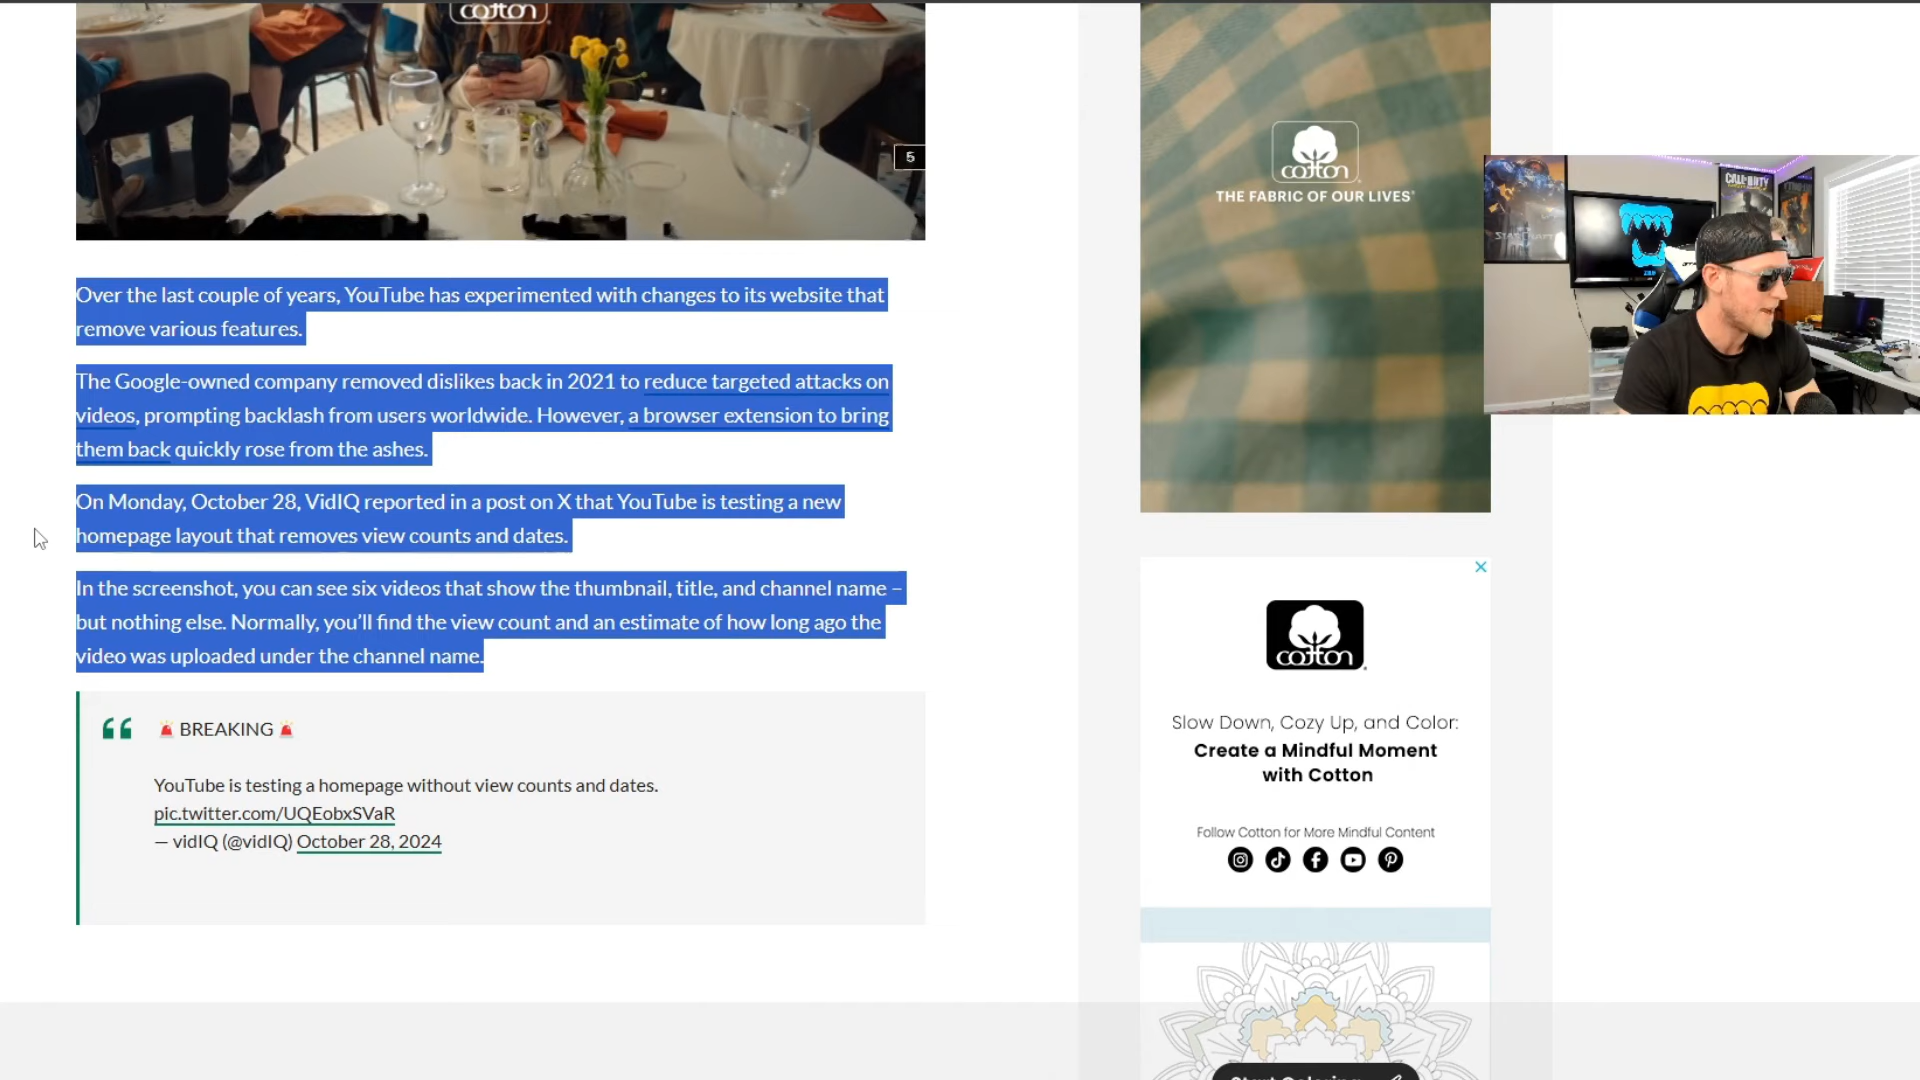 cotton
5
Over the last couple of years, YouTube has experimented with changes to its website that
remove various features.
The Google-owned company removed dislikes back in 2021 to reduce targeted attacks on
videos, prompting backlash from users worldwide. However, a browser extension to bring
them back quickly rose from the ashes.
On Monday, October 28, VidIQ reported in a post on X that YouTube is testing a new
homepage layout that removes view counts and dates.
In the screenshot, you can see six videos that show the thumbnail, title, and channel name –
but nothing else. Normally, you’ll find the view count and an estimate of how long ago the
video was uploaded under the channel name.
🚨 BREAKING 🚨
YouTube is testing a homepage without view counts and dates.
pic.twitter.com/UQEobxSVaR
— vidIQ (@vidIQ) October 28, 2024
cotton
THE FABRIC OF OUR LIVES®
CALL DUTY
cotton
Slow Down, Cozy Up, and Color:
Create a Mindful Moment
with Cotton
Follow Cotton for More Mindful Content
Start Coloring